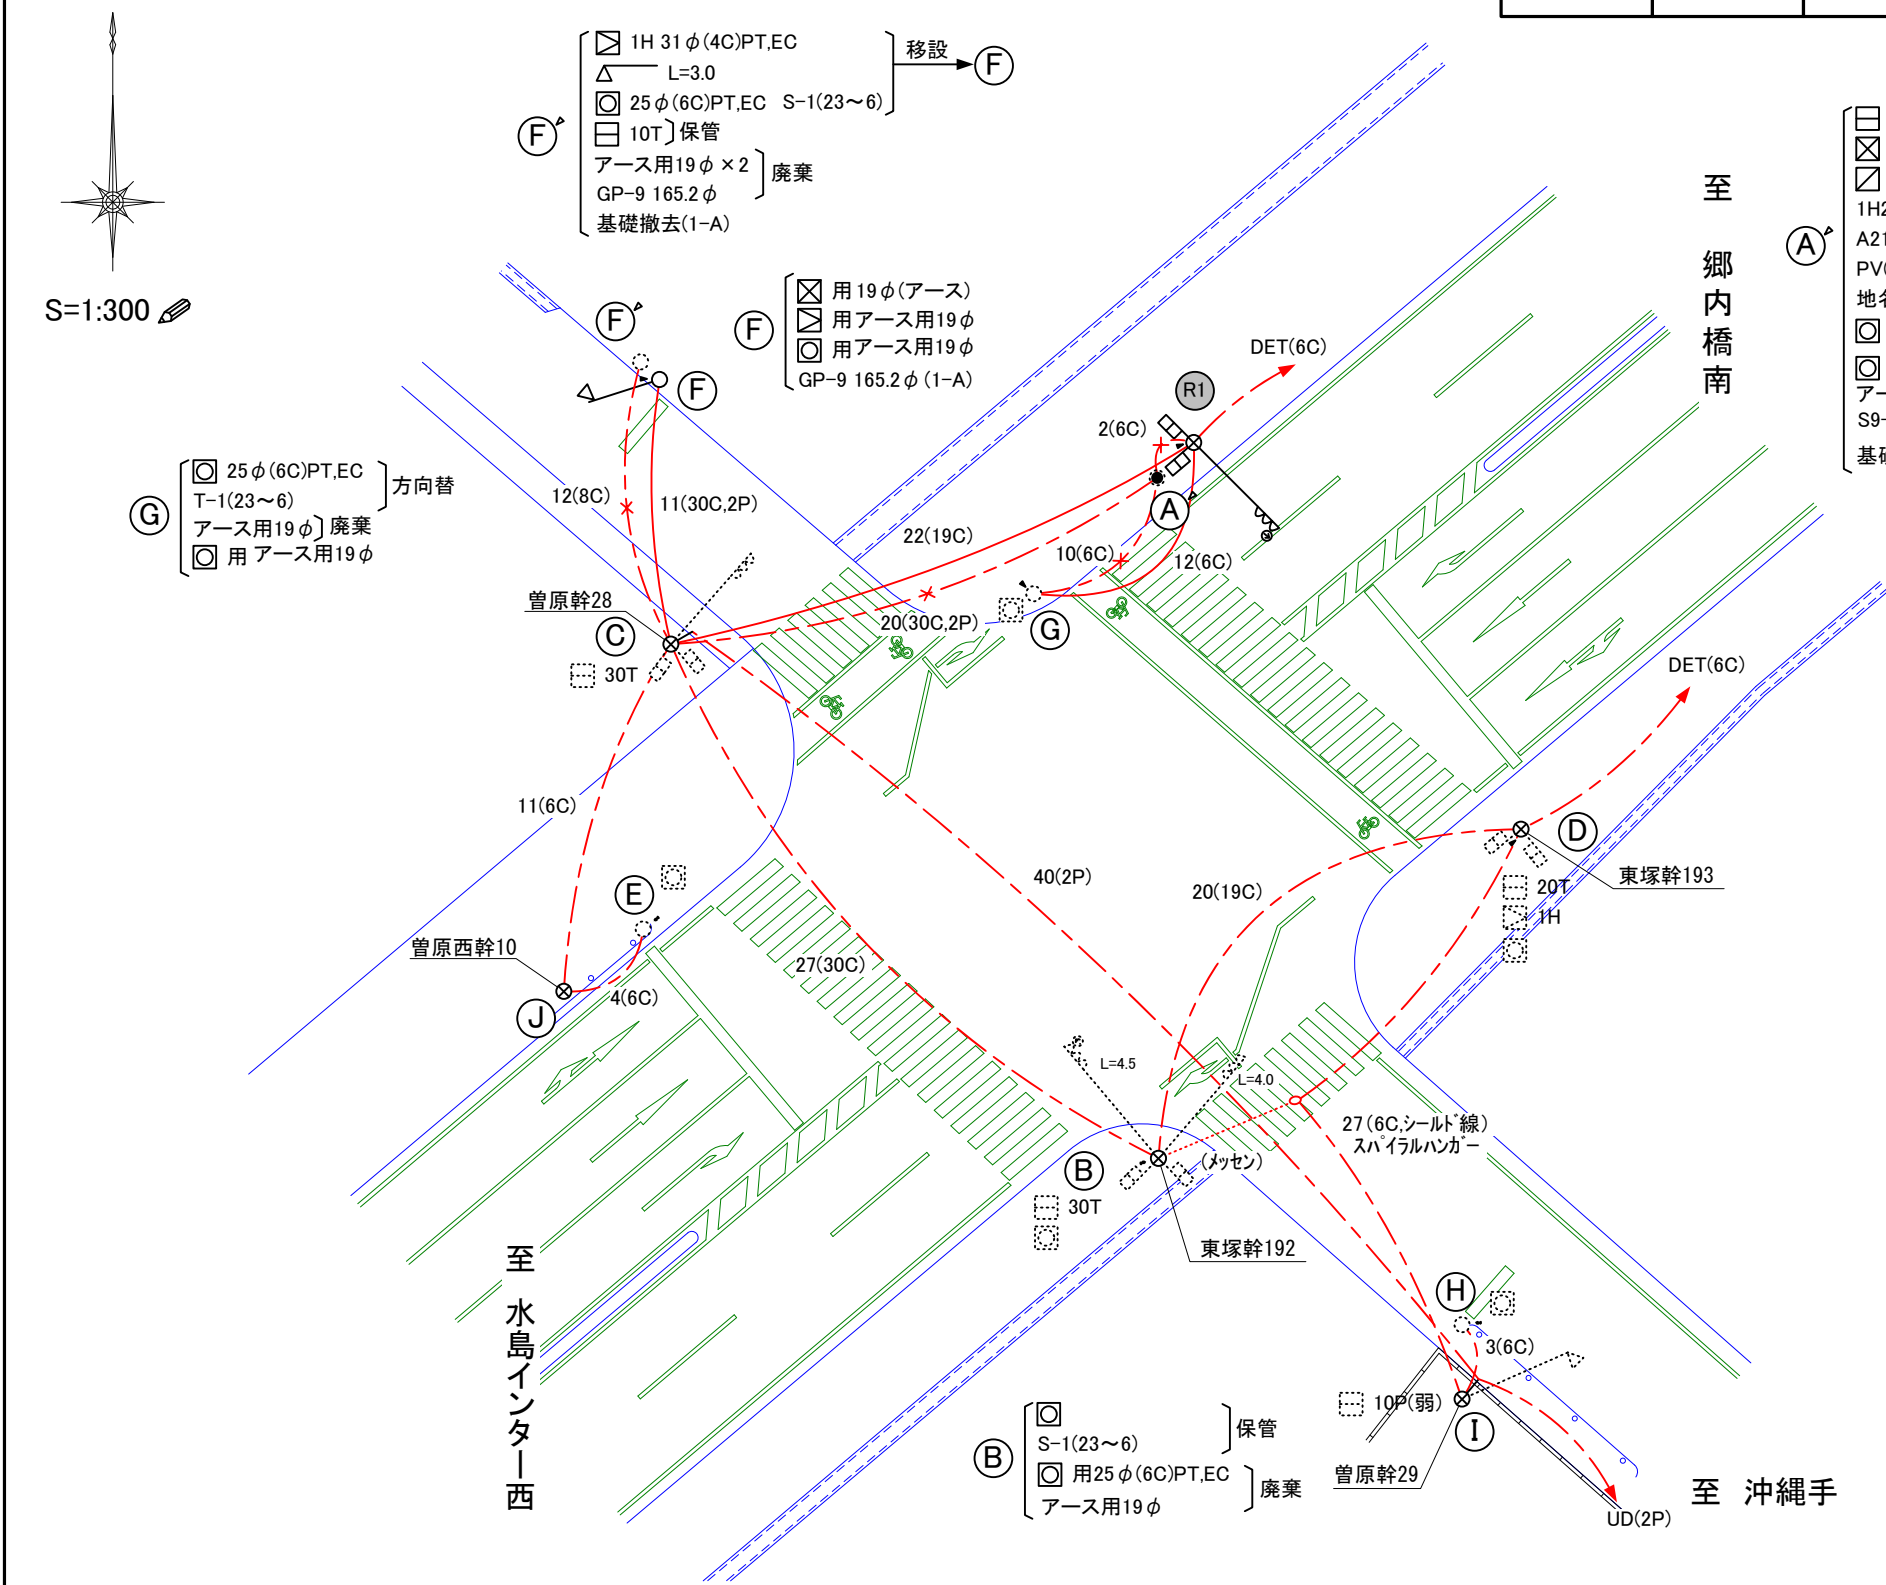 1H 31φ(4C)PT,EC
L=3.0
25φ(6C)PT,EC S-1(23～6)
移設
F
F'
10T
保管
アース用19φ×2
GP-9 165.2φ
廃棄
基礎撤去(1-A)
S=1:300
F
用19φ(アース)
用アース用19φ
用アース用19φ
GP-9 165.2φ(1-A)
至 郷内橋南
A'
1H2
A21
PV
地名
アー
S9-
基礎
F'
F
DET(6C)
R1
2(6C)
G
25φ(6C)PT,EC
T-1(23～6)
方向替
アース用19φ
廃棄
用 アース用19φ
12(8C)
11(30C,2P)
22(19C)
A'
10(6C)
12(6C)
曽原幹28
C
20(30C,2P)
G
30T
DET(6C)
11(6C)
40(2P)
20(19C)
D
東塚幹193
20T
1H
E
曽原西幹10
27(30C)
J
4(6C)
L=4.5
L=4.0
27(6C,シールド線)
スパイラルハンガー
B
(メッセン)
30T
東塚幹192
至 水島インター西
H
3(6C)
10P(弱)
I
曽原幹29
B
S-1(23～6)
保管
用25φ(6C)PT,EC
アース用19φ
廃棄
至 沖縄手
UD(2P)